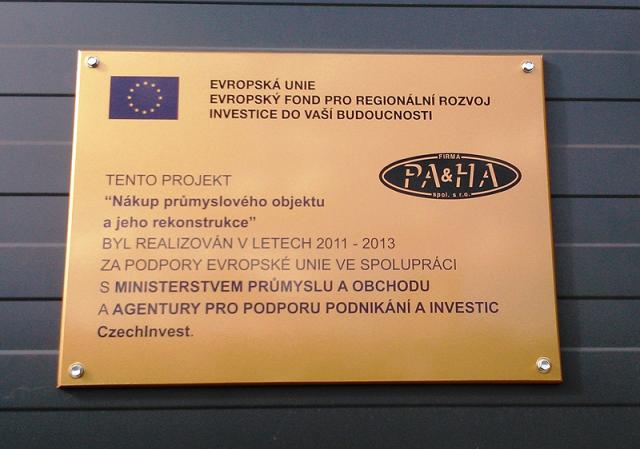 EVROPSKÁ UNIE
EVROPSKÝ FOND PRO REGIONÁLNÍ ROZVOJ
INVESTICE DO VAŠÍ BUDOUCNOSTI
FIRMA
PA&HA
spol. s r.o.
TENTO PROJEKT
“Nákup průmyslového objektu
a jeho rekonstrukce”
BYL REALIZOVÁN V LETECH 2011 - 2013
ZA PODPORY EVROPSKÉ UNIE VE SPOLUPRÁCI
S MINISTERSTVEM PRŮMYSLU A OBCHODU
A AGENTURY PRO PODPORU PODNIKÁNÍ A INVESTIC
CzechInvest.